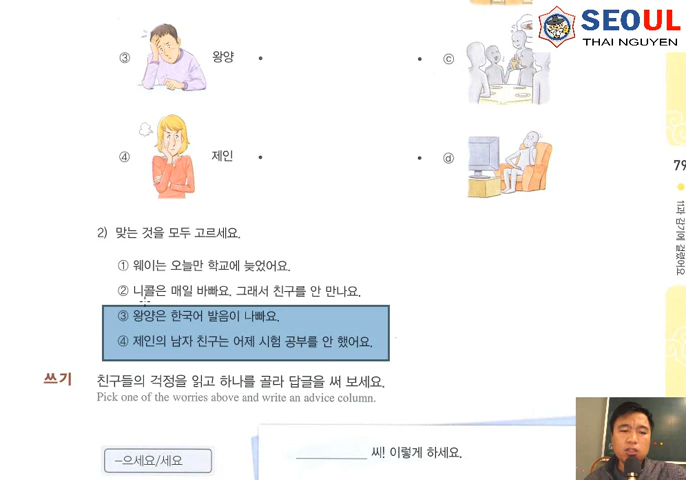 SEOUL
THAI NGUYEN
③ 왕양 • • ⓒ
④ 제인 • • ⓓ
79
11과 감기에 걸렸어요
2) 맞는 것을 모두 고르세요.
① 웨이는 오늘만 학교에 늦었어요.
② 니콜은 매일 바빠요. 그래서 친구를 안 만나요.
③ 왕양은 한국어 발음이 나빠요.
④ 제인의 남자 친구는 어제 시험 공부를 안 했어요.
쓰기 친구들의 걱정을 읽고 하나를 골라 답글을 써 보세요.
Pick one of the worries above and write an advice column.
–으세요/세요
씨! 이렇게 하세요.